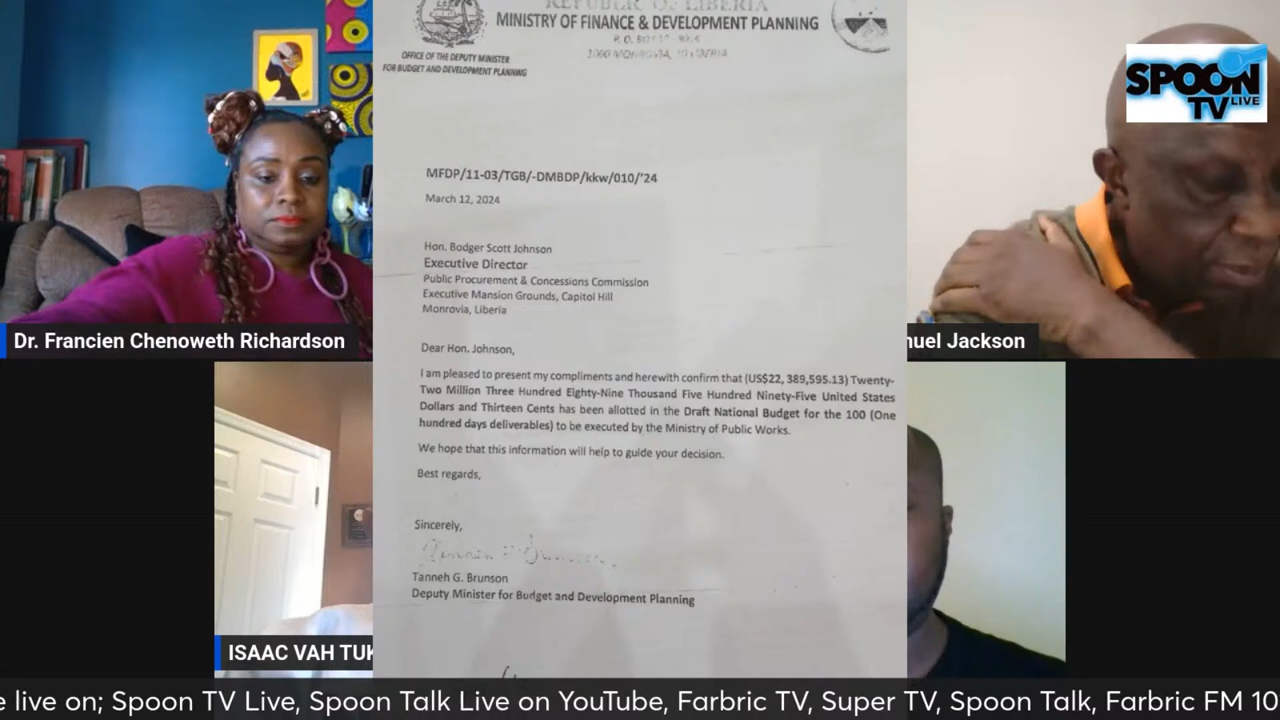 REPUBLIC OF LIBERIA
MINISTRY OF FINANCE & DEVELOPMENT PLANNING
1000 MONROVIA, 10 LIBERIA
OFFICE OF THE DEPUTY MINISTER
FOR BUDGET AND DEVELOPMENT PLANNING
MFDP/11-03/TGB/-DMBDP/kkw/010/'24
March 12, 2024
Hon. Bodger Scott Johnson
Executive Director
Public Procurement & Concessions Commission
Executive Mansion Grounds, Capitol Hill
Monrovia, Liberia
Dear Hon. Johnson,
I am pleased to present my compliments and herewith confirm that (US$22, 389,595.13) Twenty-
Two Million Three Hundred Eighty-Nine Thousand Five Hundred Ninety-Five United States
Dollars and Thirteen Cents has been allotted in the Draft National Budget for the 100 (One
hundred days deliverables) to be executed by the Ministry of Public Works.
We hope that this information will help to guide your decision.
Best regards,
Sincerely,
Tanneh G. Brunson
Deputy Minister for Budget and Development Planning
SPOON
TV LIVE
Dr. Francien Chenoweth Richardson
nuel Jackson
ISAAC VAH TUK
e live on; Spoon TV Live, Spoon Talk Live on YouTube, Farbric TV, Super TV, Spoon Talk, Farbric FM 10